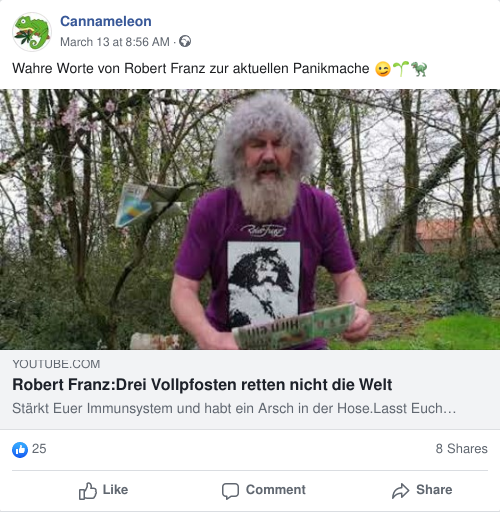 Cannameleon
March 13 at 8:56 AM ·
Wahre Worte von Robert Franz zur aktuellen Panikmache 😉🌱🦖
Robert Franz
YOUTUBE.COM
Robert Franz:Drei Vollpfosten retten nicht die Welt
Stärkt Euer Immunsystem und habt ein Arsch in der Hose.Lasst Euch…
25
8 Shares
Like
Comment
Share